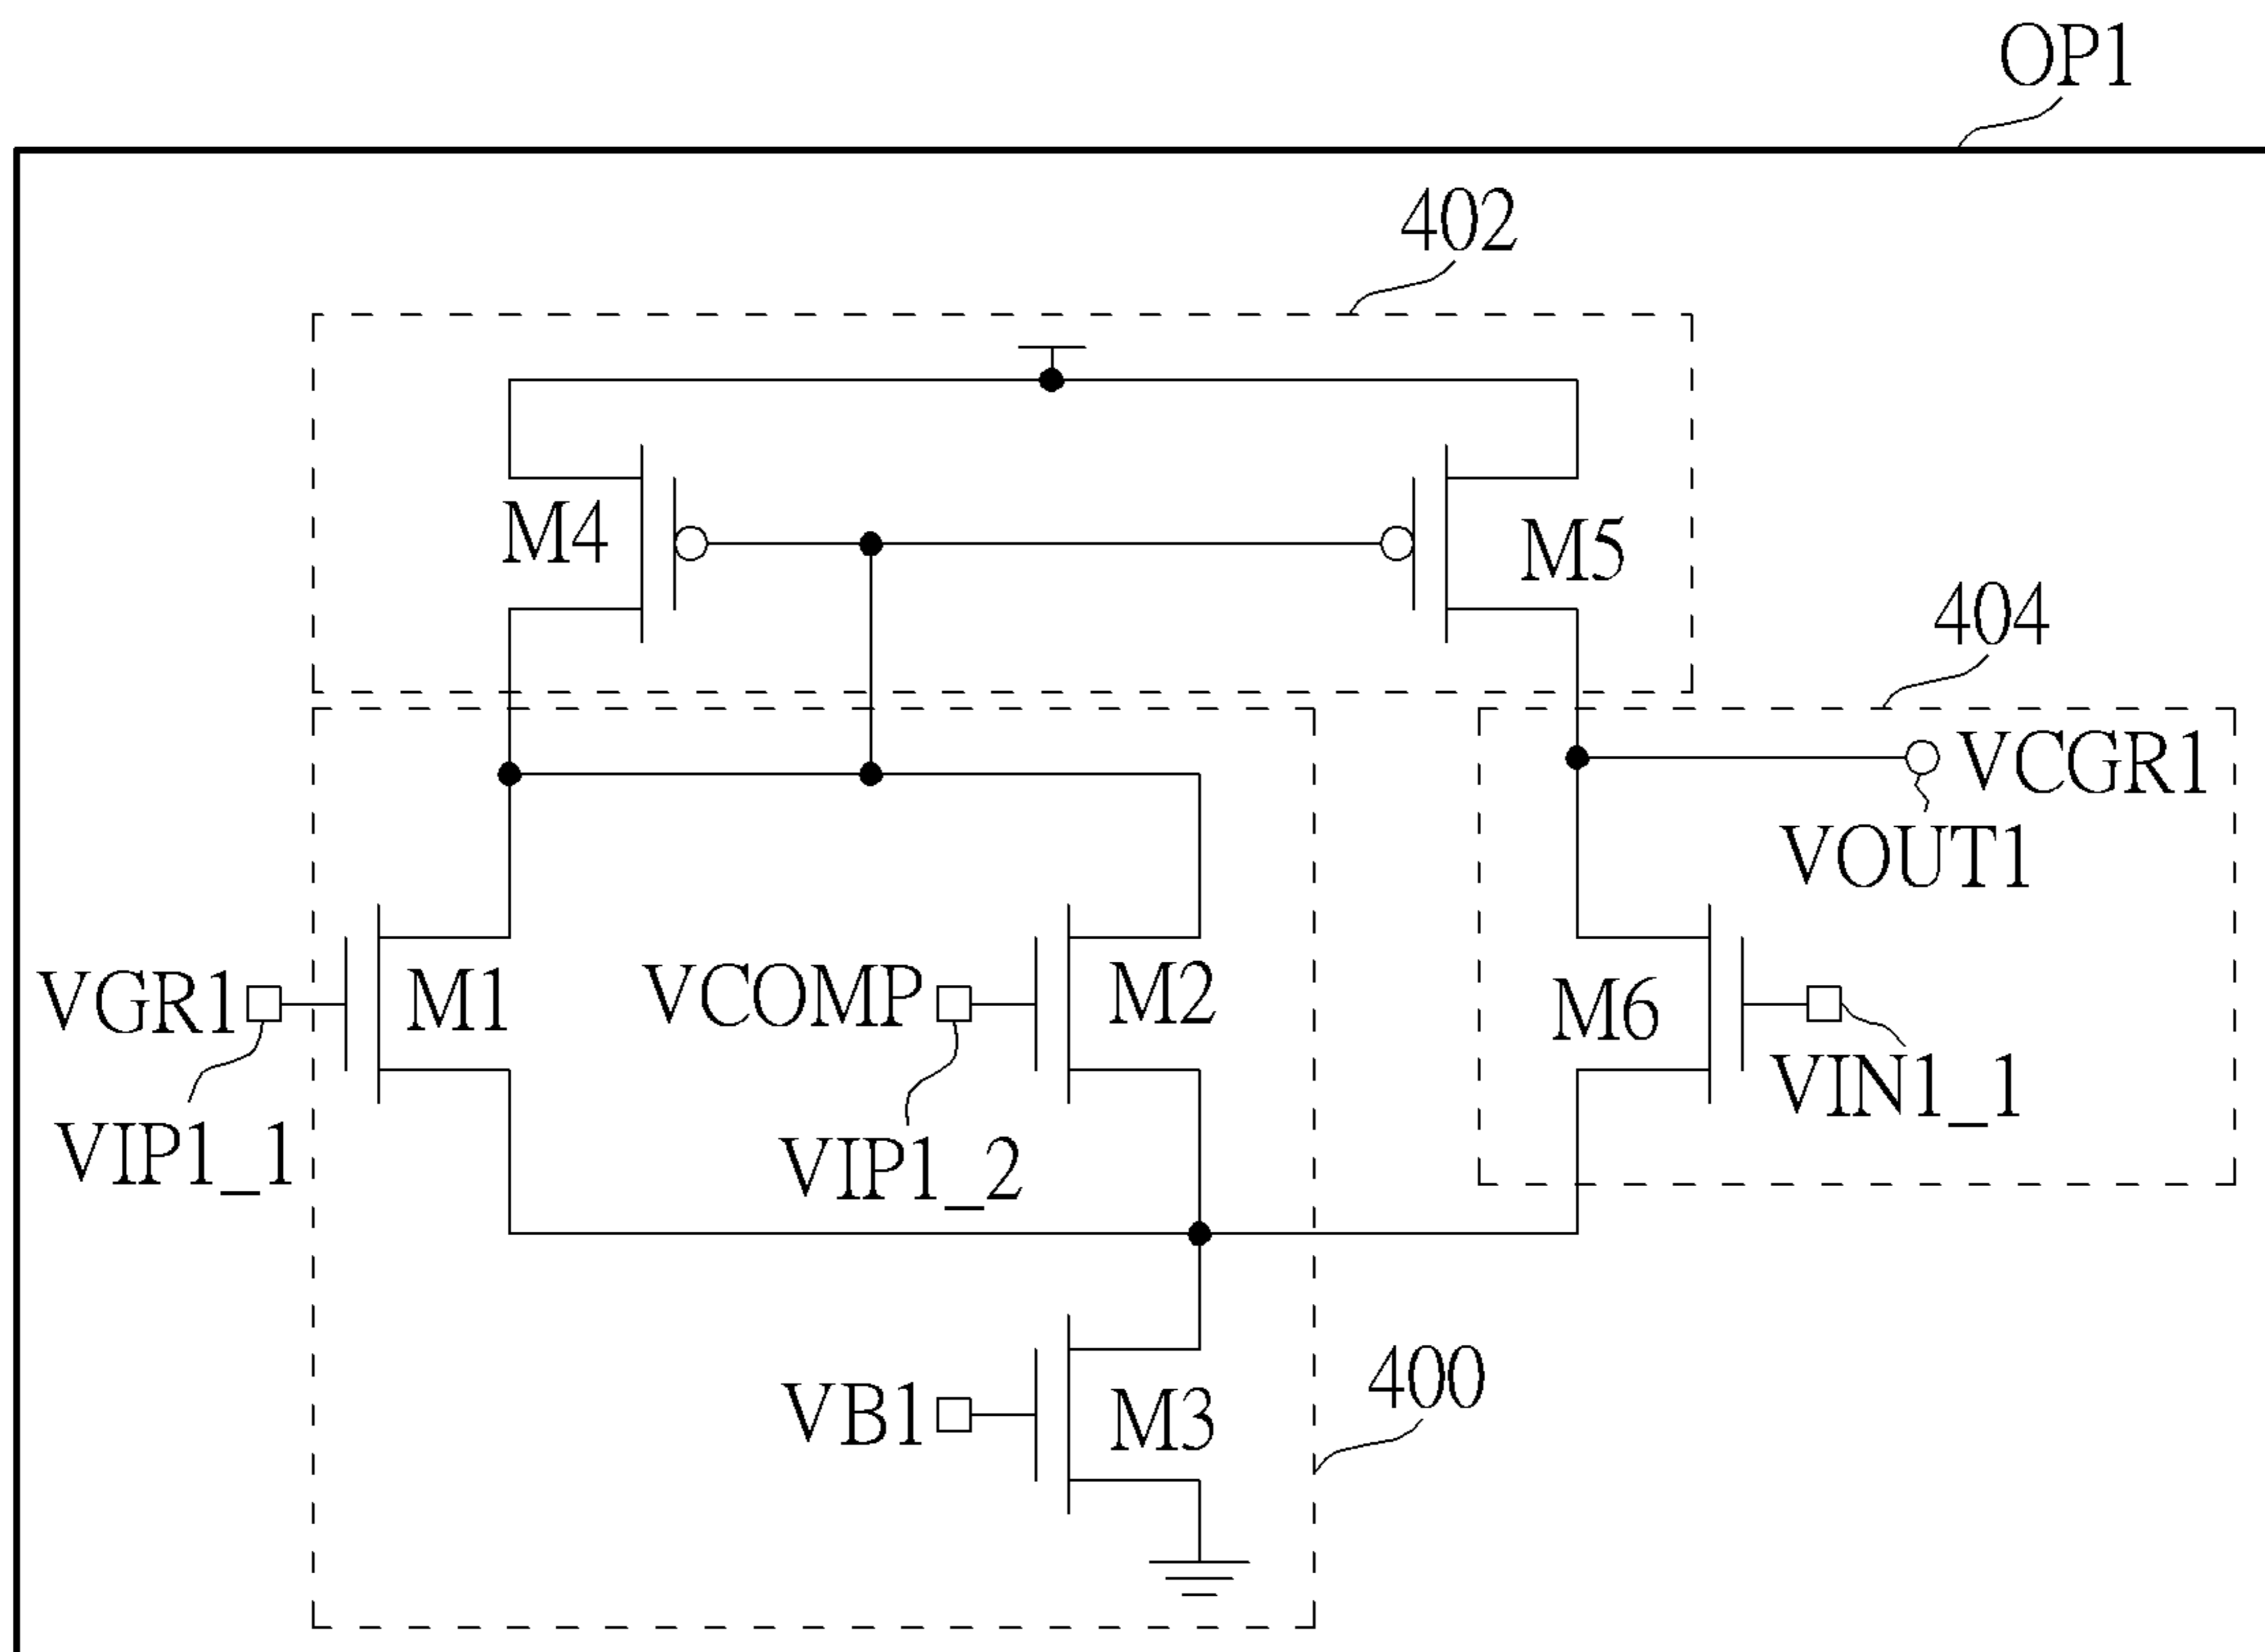 OP1
402
M4
M5
404
VCGR1
VOUT1
VGR1
M1
VCOMP
M2
M6
VIP1_1
VIP1_2
VIN1_1
VB1
M3
400